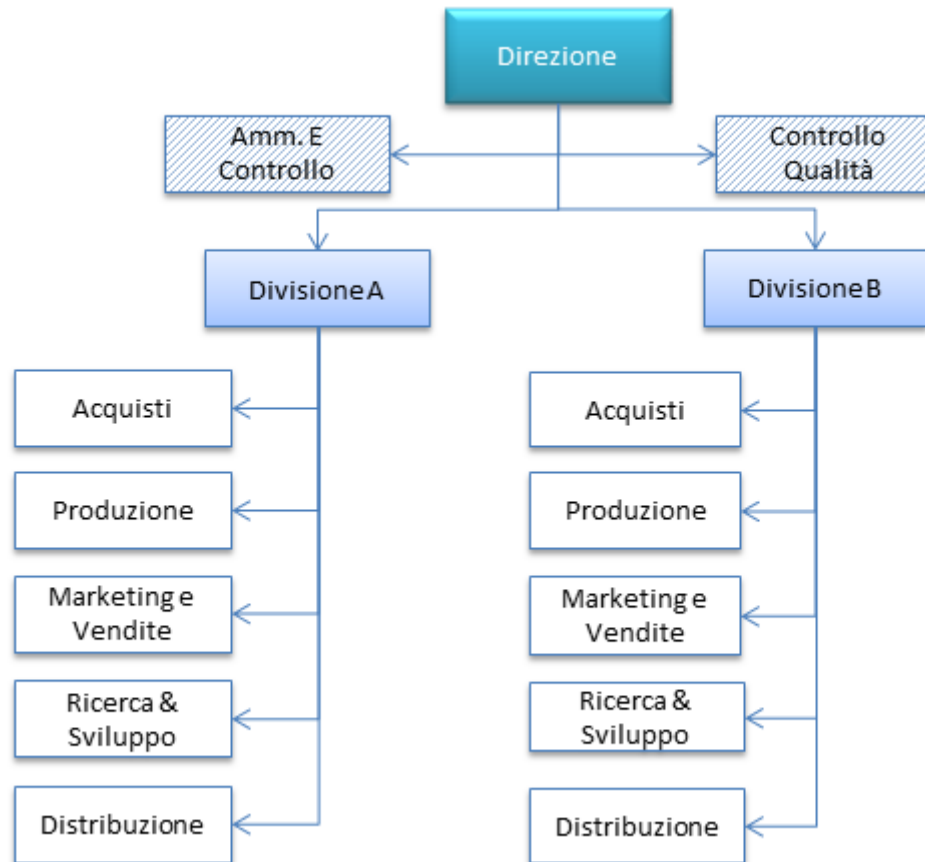 Direzione
Amm. E
Controllo
Controllo
Qualità
Divisione A
Divisione B
Acquisti
Produzione
Marketing e
Vendite
Ricerca &
Sviluppo
Distribuzione
Acquisti
Produzione
Marketing e
Vendite
Ricerca &
Sviluppo
Distribuzione